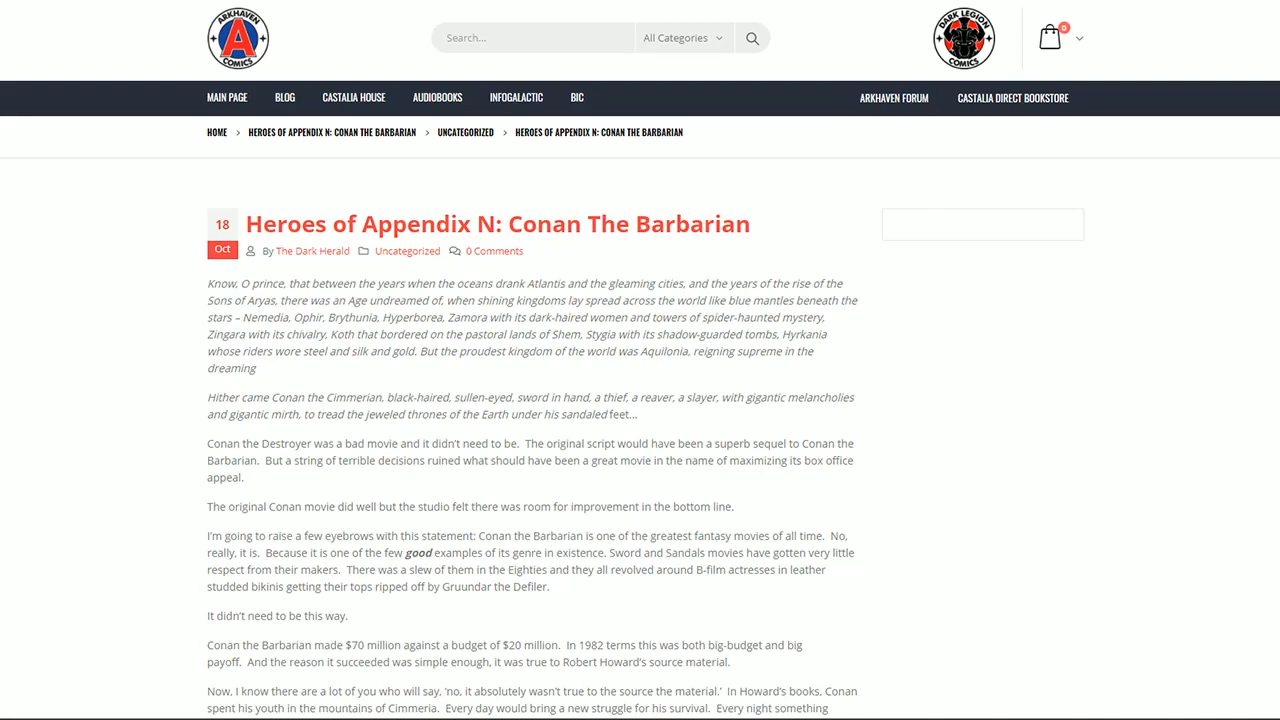 ARKHAVEN
A
COMICS
Search...
All Categories
DARK LEGION
COMICS
0
MAIN PAGE
BLOG
CASTALIA HOUSE
AUDIOBOOKS
INFOGALACTIC
BIC
ARKHAVEN FORUM
CASTALIA DIRECT BOOKSTORE
HOME > HEROES OF APPENDIX N: CONAN THE BARBARIAN > UNCATEGORIZED > HEROES OF APPENDIX N: CONAN THE BARBARIAN
18
Oct
Heroes of Appendix N: Conan The Barbarian
By The Dark Herald Uncategorized 0 Comments
Know, O prince, that between the years when the oceans drank Atlantis and the gleaming cities, and the years of the rise of the
Sons of Aryas, there was an Age undreamed of, when shining kingdoms lay spread across the world like blue mantles beneath the
stars – Nemedia, Ophir, Brythunia, Hyperborea, Zamora with its dark-haired women and towers of spider-haunted mystery,
Zingara with its chivalry, Koth that bordered on the pastoral lands of Shem, Stygia with its shadow-guarded tombs, Hyrkania
whose riders wore steel and silk and gold. But the proudest kingdom of the world was Aquilonia, reigning supreme in the
dreaming
Hither came Conan the Cimmerian, black-haired, sullen-eyed, sword in hand, a thief, a reaver, a slayer, with gigantic melancholies
and gigantic mirth, to tread the jeweled thrones of the Earth under his sandaled feet…
Conan the Destroyer was a bad movie and it didn’t need to be. The original script would have been a superb sequel to Conan the
Barbarian. But a string of terrible decisions ruined what should have been a great movie in the name of maximizing its box office
appeal.
The original Conan movie did well but the studio felt there was room for improvement in the bottom line.
I’m going to raise a few eyebrows with this statement: Conan the Barbarian is one of the greatest fantasy movies of all time. No,
really, it is. Because it is one of the few good examples of its genre in existence. Sword and Sandals movies have gotten very little
respect from their makers. There was a slew of them in the Eighties and they all revolved around B-film actresses in leather
studded bikinis getting their tops ripped off by Gruundar the Defiler.
It didn’t need to be this way.
Conan the Barbarian made $70 million against a budget of $20 million. In 1982 terms this was both big-budget and big
payoff. And the reason it succeeded was simple enough, it was true to Robert Howard’s source material.
Now, I know there are a lot of you who will say, ‘no, it absolutely wasn’t true to the source the material.’ In Howard’s books, Conan
spent his youth in the mountains of Cimmeria. Every day would bring a new struggle for his survival. Every night something